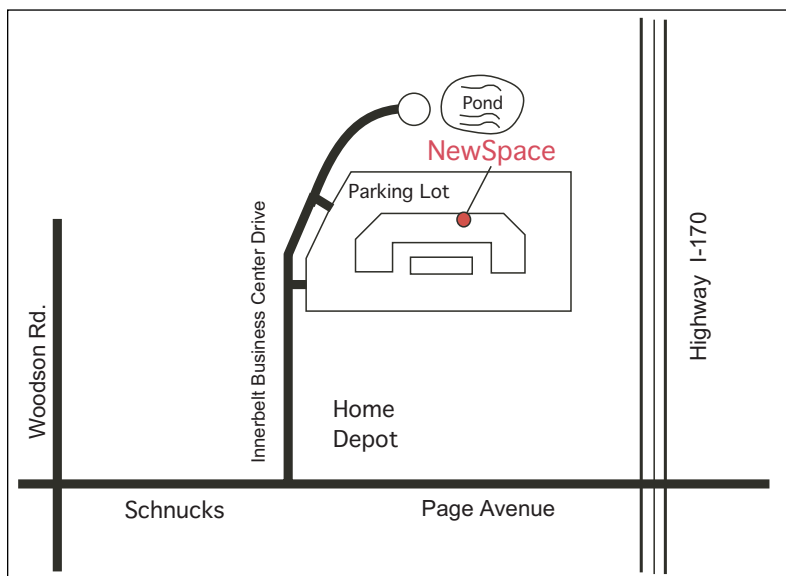 Pond
NewSpace
Parking Lot
Woodson Rd.
Innerbelt Business Center Drive
Highway I-170
Home
Depot
Schnucks
Page Avenue